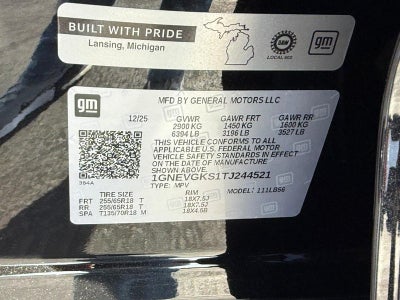 BUILT WITH PRIDE
Lansing, Michigan
UAW
LOCAL 602
gm
gm
MFD BY GENERAL MOTORS LLC
12/25 GVWR GAWR FRT GAWR RR
2900 KG 1450 KG 1600 KG
6394 LB 3196 LB 3527 LB
THIS VEHICLE CONFORMS TO ALL
APPLICABLE U.S. FEDERAL MOTOR
VEHICLE SAFETY STANDARDS IN EFFECT
ON THE DATE OF MANUFACTURE
SHOWN ABOVE.
1GNEVGKS1TJ244521
TYPE: MPV MODEL: 111LB56
384A
TIRE SIZE RIM
FRT 255/65R18 T 18X7.5J
RR 255/65R18 T 18X7.5J
SPA T135/70R18 M 18X4.5B